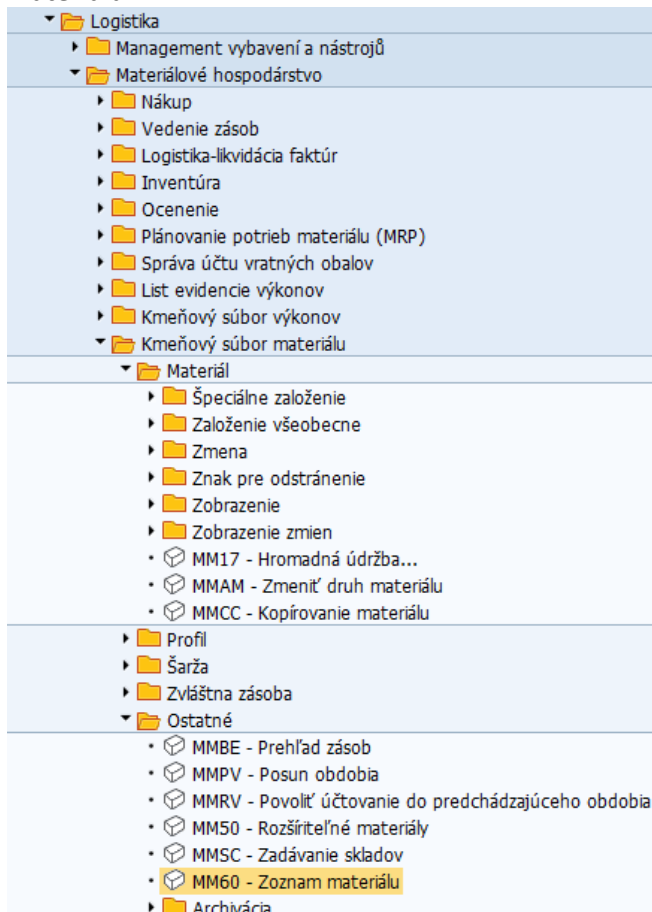 Logistika
Management vybavení a nástrojů
Materiálové hospodárstvo
Nákup
Vedenie zásob
Logistika-likvidácia faktúr
Inventúra
Ocenenie
Plánovanie potrieb materiálu (MRP)
Správa účtu vratných obalov
List evidencie výkonov
Kmeňový súbor výkonov
Kmeňový súbor materiálu
Materiál
Špeciálne založenie
Založenie všeobecne
Zmena
Znak pre odstránenie
Zobrazenie
Zobrazenie zmien
MM17 - Hromadná údržba...
MMAM - Zmeniť druh materiálu
MMCC - Kopírovanie materiálu
Profil
Šarža
Zvláštna zásoba
Ostatné
MMBE - Prehľad zásob
MMPV - Posun obdobia
MMRV - Povoliť účtovanie do predchádzajúceho obdobia
MM50 - Rozšíriteľné materiály
MMSC - Zadávanie skladov
MM60 - Zoznam materiálu
Archivácia